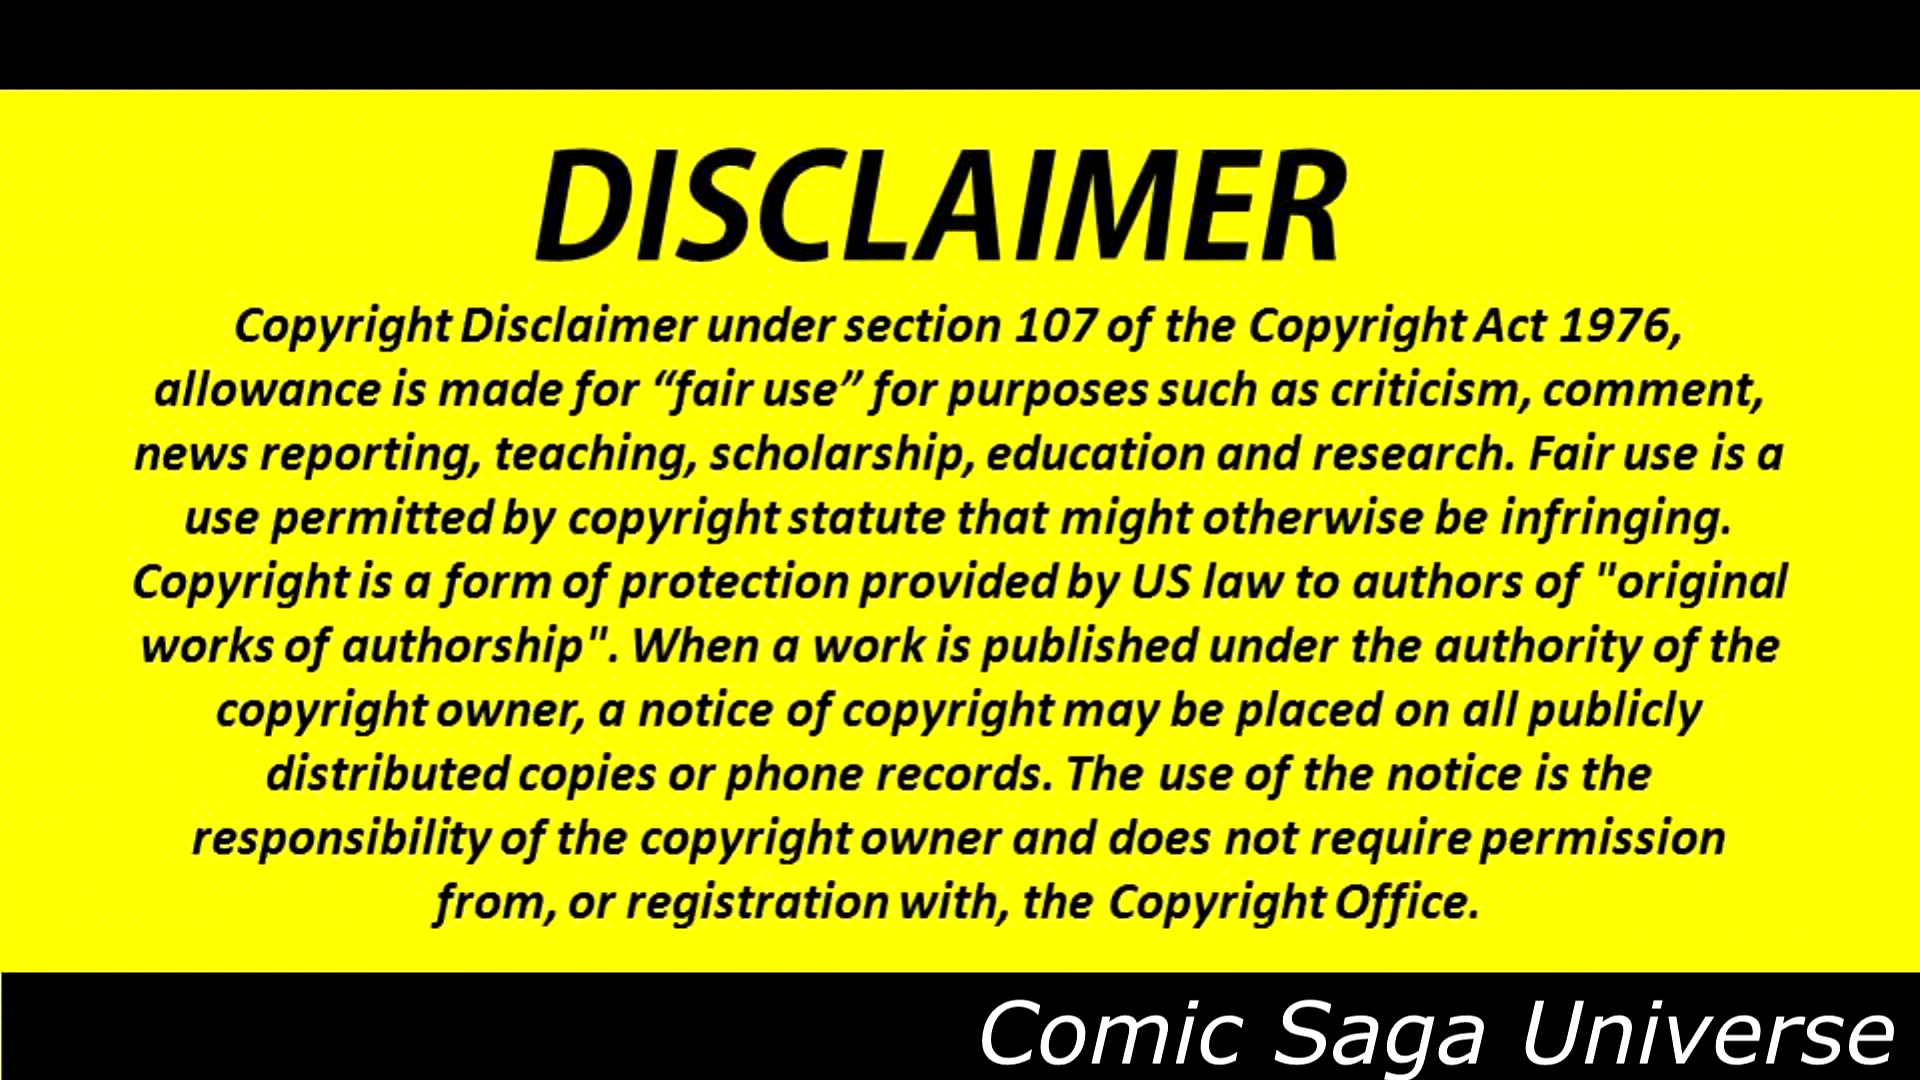 DISCLAIMER
Copyright Disclaimer under section 107 of the Copyright Act 1976,
allowance is made for “fair use” for purposes such as criticism, comment,
news reporting, teaching, scholarship, education and research. Fair use is a
use permitted by copyright statute that might otherwise be infringing.
Copyright is a form of protection provided by US law to authors of "original
works of authorship". When a work is published under the authority of the
copyright owner, a notice of copyright may be placed on all publicly
distributed copies or phone records. The use of the notice is the
responsibility of the copyright owner and does not require permission
from, or registration with, the Copyright Office.
Comic Saga Universe